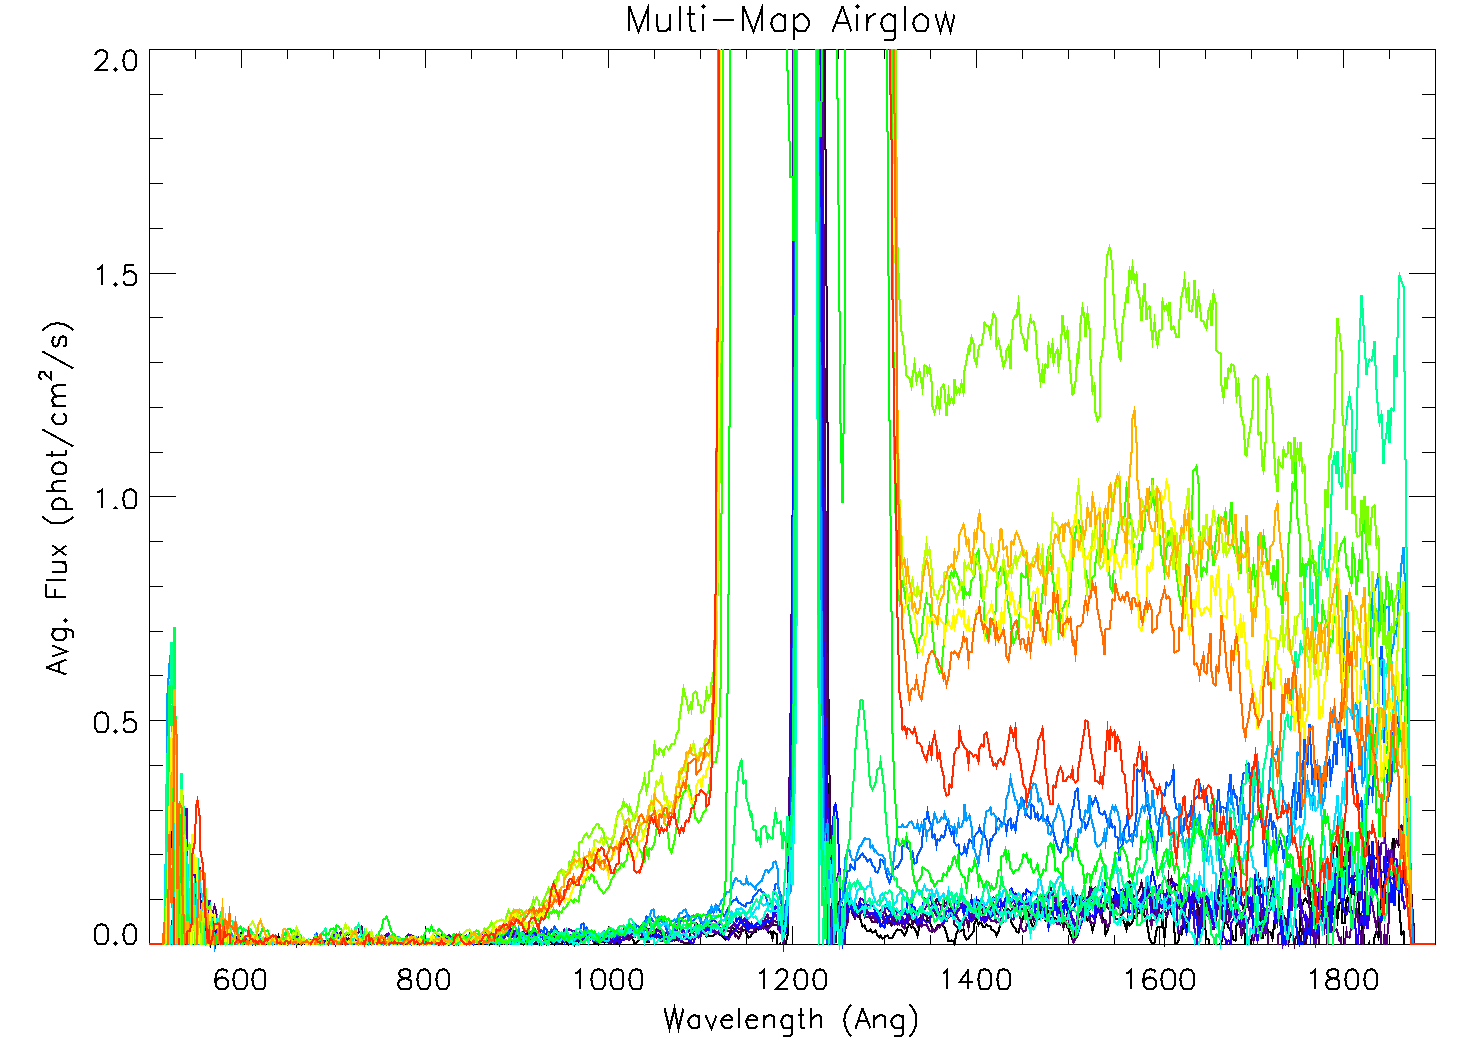 Multi-Map Airglow
2.0
1.5
1.0
0.5
0.0
Avg. Flux (phot/cm²/s)
600 800 1000 1200 1400 1600 1800
Wavelength (Ang)